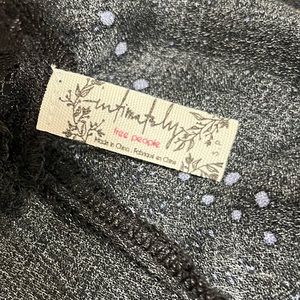 intimately
free people
Made in China . Fabriqué en Chine